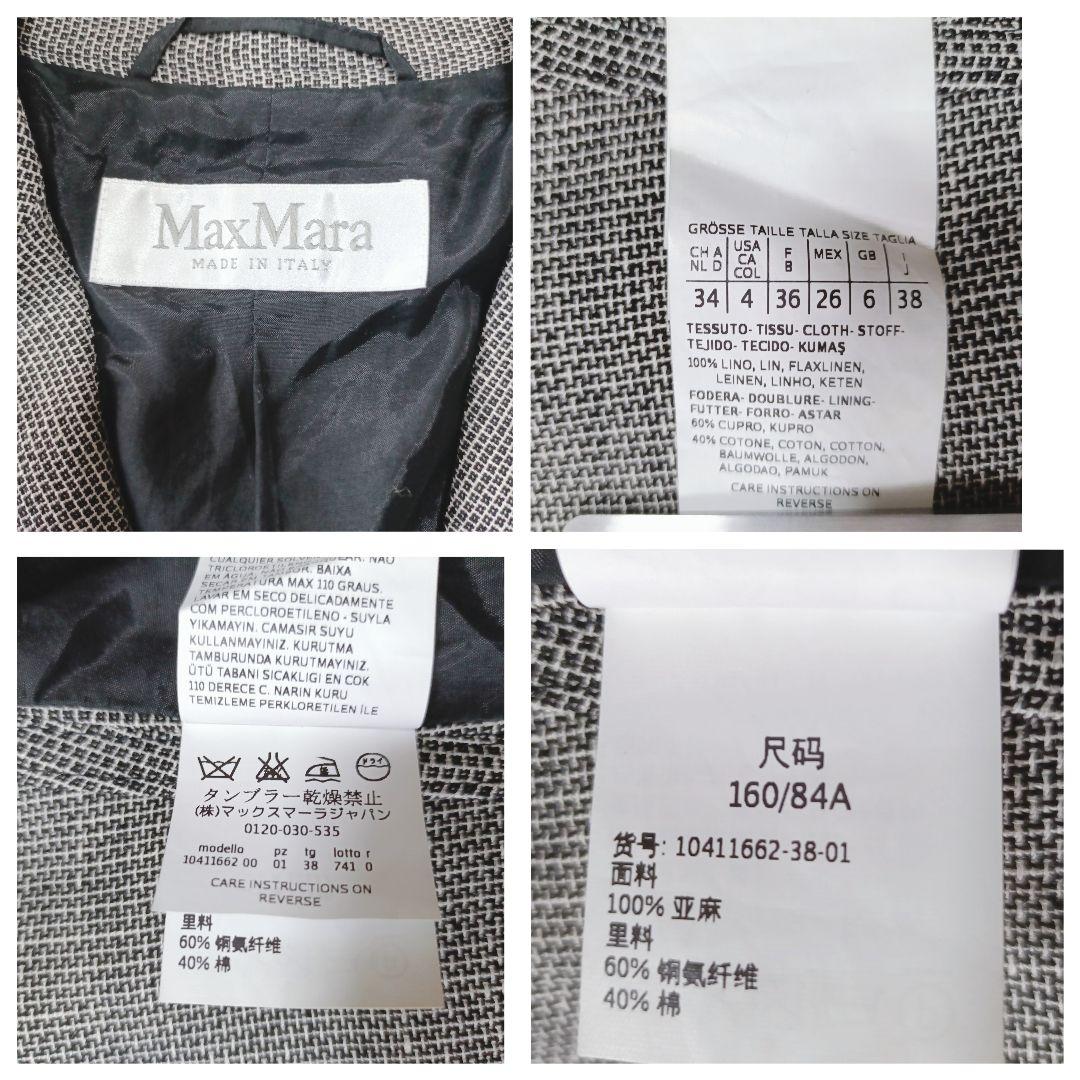 MaxMara
MADE IN ITALY
GRÖSSE TAILLE TALLA SIZE TAGLIA
CH A NL D
USA CA COL
F B
MEX
GB
I J
34 4 36 26 6 38
TESSUTO- TISSU- CLOTH- STOFF-
TEJIDO- TECIDO- KUMAŞ
100% LINO, LIN, FLAXLINEN,
LEINEN, LINHO, KETEN
FODERA- DOUBLURE- LINING-
FUTTER- FORRO- ASTAR
60% CUPRO, KUPRO
40% COTONE, COTON, COTTON,
BAUMWOLLE, ALGODON,
ALGODAO, PAMUK
CARE INSTRUCTIONS ON
REVERSE
BAIXA
MAX 110 GRAUS.
LAVAR EM SECO DELICADAMENTE
COM PERCLOROETILENO - SUYLA
YIKAMAYIN. CAMASIR SUYU
KULLANMAYINIZ. KURUTMA
TAMBURUNDA KURUTMAYINIZ.
ÜTÜ TABANI SICAKLIGI EN COK
110 DERECE C. NARIN KURU
TEMIZLEME PERKLORETILEN İLE
ドライ
タンブラー乾燥禁止
(株)マックスマーラジャパン
0120-030-535
modello pz tg lotto r
10411662 00 01 38 741 0
CARE INSTRUCTIONS ON
REVERSE
里料
60% 铜氨纤维
40% 棉
尺码
160/84A
货号: 10411662-38-01
面料
100% 亚麻
里料
60% 铜氨纤维
40% 棉